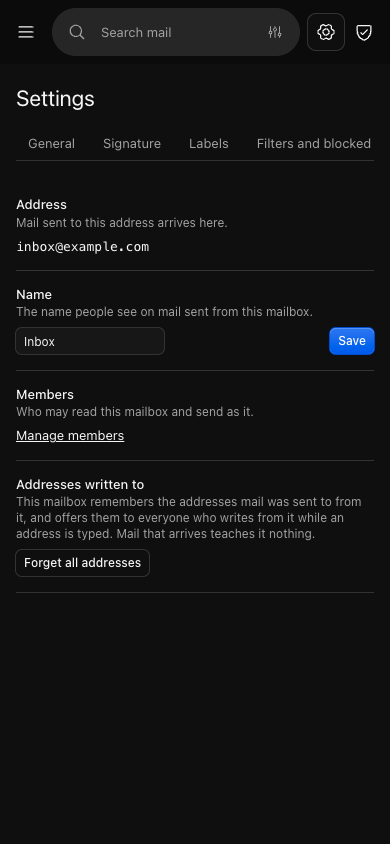 Search mail
Settings
General Signature Labels Filters and blocked
Address
Mail sent to this address arrives here.
inbox@example.com
Name
The name people see on mail sent from this mailbox.
Inbox Save
Members
Who may read this mailbox and send as it.
Manage members
Addresses written to
This mailbox remembers the addresses mail was sent to from
it, and offers them to everyone who writes from it while an
address is typed. Mail that arrives teaches it nothing.
Forget all addresses